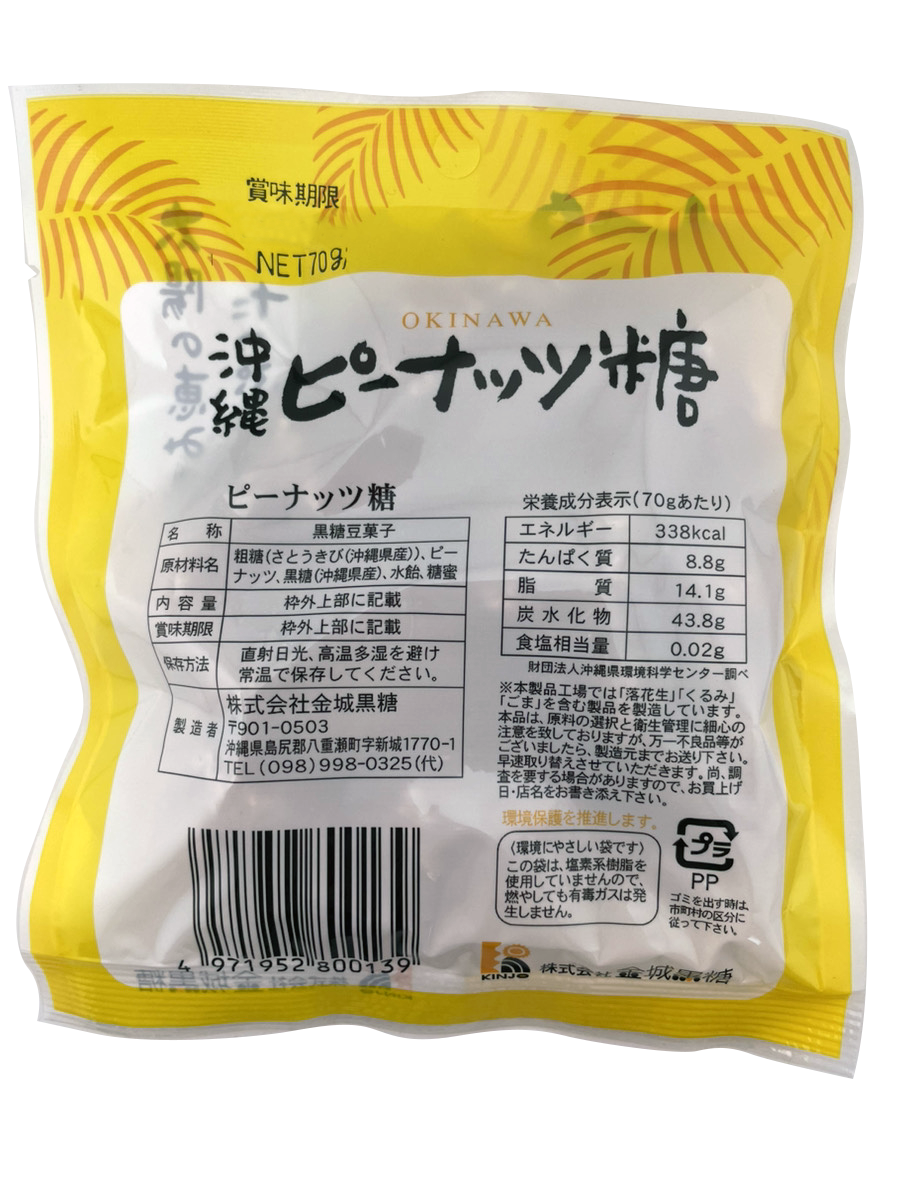 賞味期限
NET70g
OKINAWA
沖縄ピーナッツ糖
ピーナッツ糖
名 称 黒糖豆菓子
原材料名 粗糖(さとうきび(沖縄県産))、ピー
ナッツ、黒糖(沖縄県産)、水飴、糖蜜
内容量 枠外上部に記載
賞味期限 枠外上部に記載
保存方法 直射日光、高温多湿を避け
常温で保存してください。
製造者 株式会社金城黒糖
〒901-0503
沖縄県島尻郡八重瀬町字新城1770-1
TEL(098)998-0325(代)
栄養成分表示(70gあたり)
エネルギー 338kcal
たんぱく質 8.8g
脂 質 14.1g
炭水化物 43.8g
食塩相当量 0.02g
財団法人沖縄県環境科学センター調べ
※本製品工場では「落花生」「くるみ」
「ごま」を含む製品を製造しています。
本品は、原料の選択と衛生管理に細心の
注意を致しておりますが、万一不良品等が
ございましたら、製造元までお送り下さい。
早速取り替えさせていただきます。尚、調
査を要する場合がありますので、お買上げ
日・店名をお書き添え下さい。
環境保護を推進します。
〈環境にやさしい袋です〉
この袋は、塩素系樹脂を
使用していませんので、
燃やしても有毒ガスは発
生しません。
プラ
PP
ゴミを出す時は、
市町村の区分に
従って下さい。
4 971952 800139
KINJO 株式会社 金城黒糖